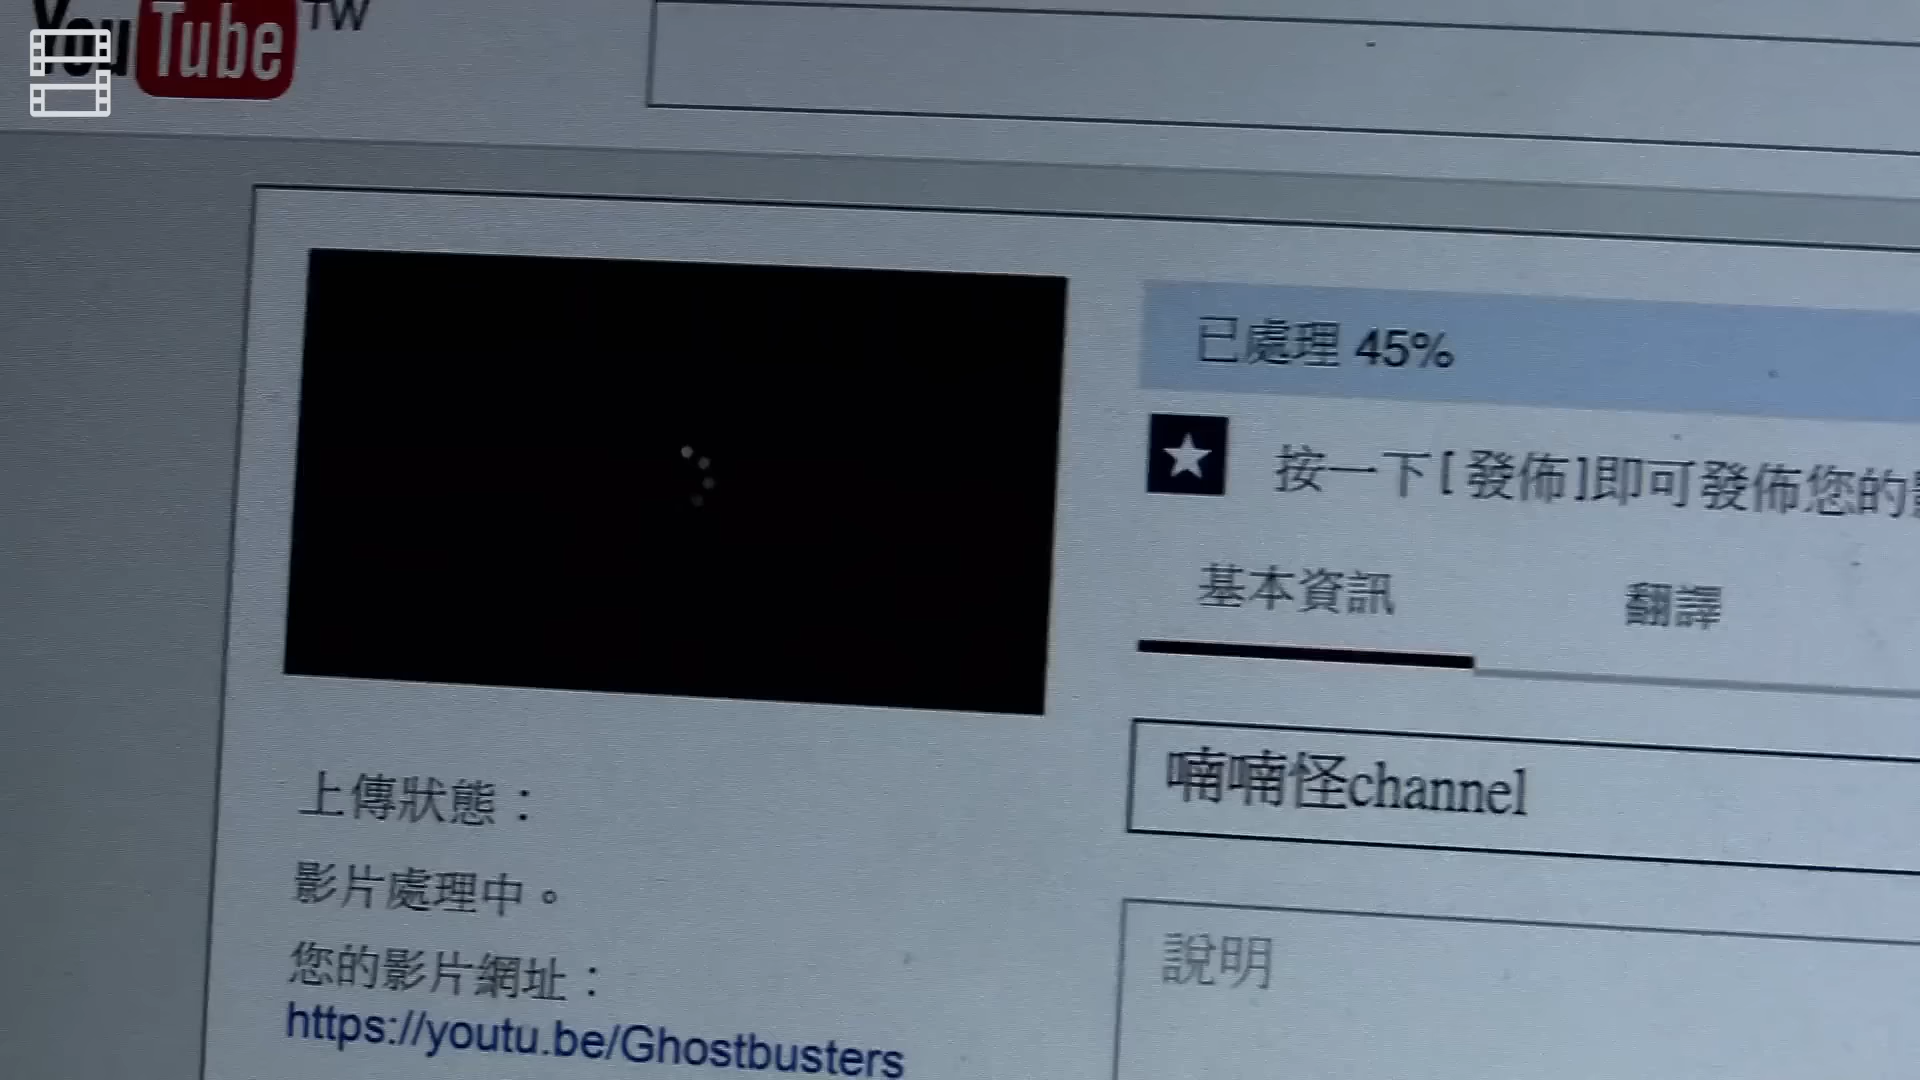 YouTube TW
已處理 45%
按一下[發佈]即可發佈您的
基本資訊
翻譯
喃喃怪channel
說明
上傳狀態：
影片處理中。
您的影片網址：
https://youtu.be/Ghostbusters